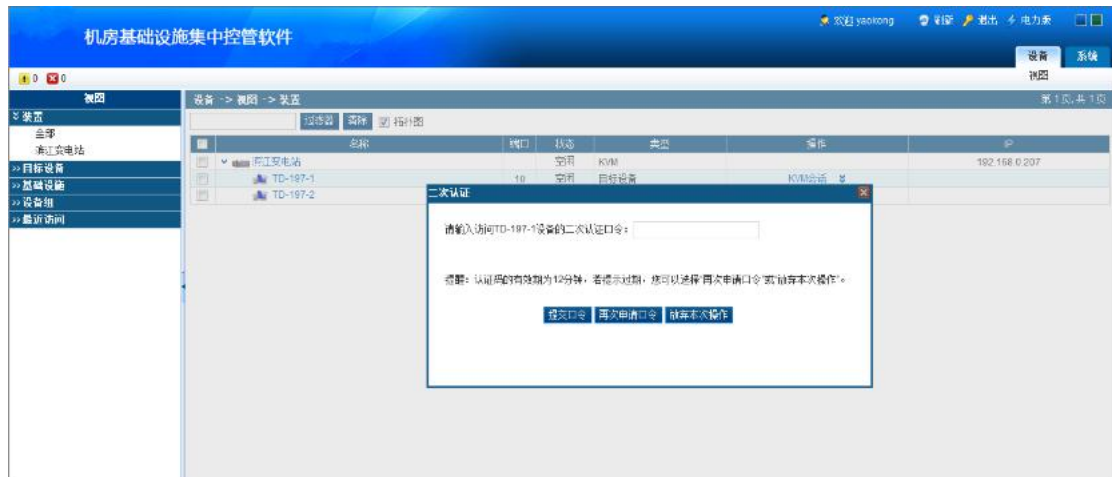 欢迎 yaokong 刷新 退出 电力版
机房基础设施集中控管软件
设备 系统
0 0 视图
视图 设备 -> 视图 -> 装置 第1页,共1页
装置 过滤器 清除 拓扑图
全部 名称 端口 状态 类型 操作 IP
滨江变电站 滨江变电站 空闲 KVM 192.168.0.207
目标设备 TD-197-1 10 空闲 目标设备 KVM会话
基础设施 TD-197-2
设备组
最近访问
二次认证
请输入访问TD-197-1设备的二次认证口令:
提醒:认证码的有效期为12分钟,若提示过期,您可以选择"再次申请口令"或"放弃本次操作"。
提交口令 再次申请口令 放弃本次操作